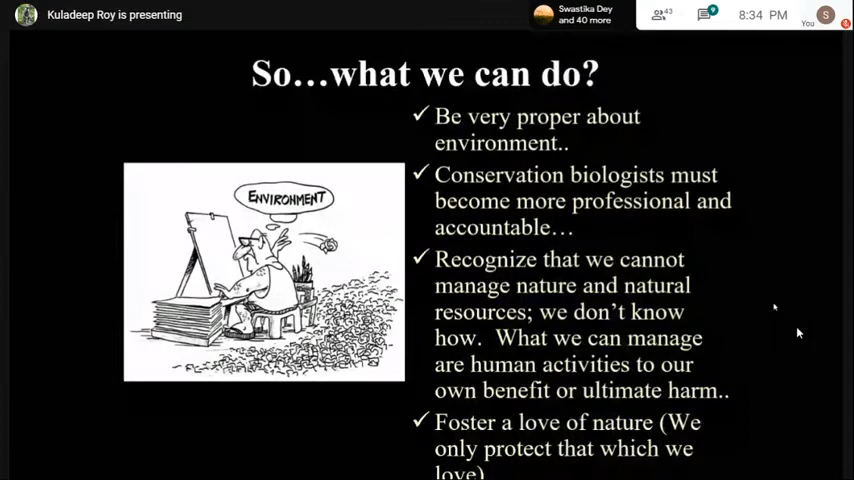 Kuladeep Roy is presenting
Swastika Dey
and 40 more
43
9
8:34 PM
You
S
So…what we can do?
✓ Be very proper about
environment..
✓ Conservation biologists must
become more professional and
accountable…
✓ Recognize that we cannot
manage nature and natural
resources; we don’t know
how.  What we can manage
are human activities to our
own benefit or ultimate harm..
✓ Foster a love of nature (We
only protect that which we
love)
ENVIRONMENT